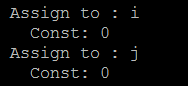 Assign to : i
  Const: 0
Assign to : j
  Const: 0